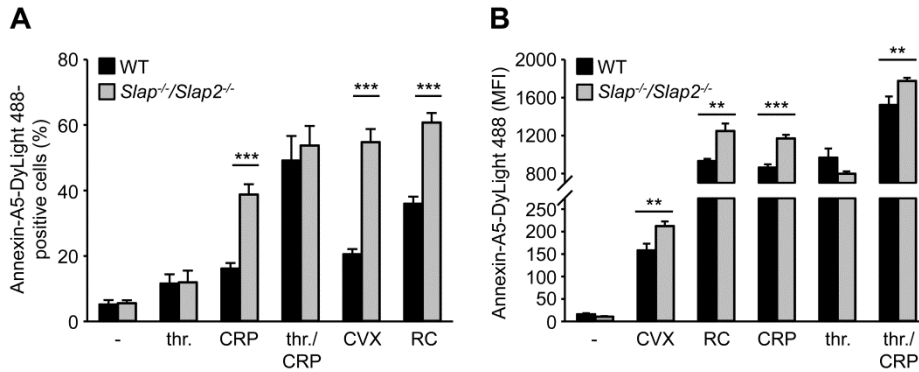 A
Annexin-A5-DyLight 488-
positive cells (%)
80
60
40
20
0
WT
Slap-/-/Slap2-/-
***
***
***
-
thr.
CRP
thr./
CRP
CVX
RC
B
Annexin-A5-DyLight 488 (MFI)
2000
1600
1200
800
250
200
150
100
50
0
WT
Slap-/-/Slap2-/-
**
**
***
**
-
CVX
RC
CRP
thr.
thr./
CRP